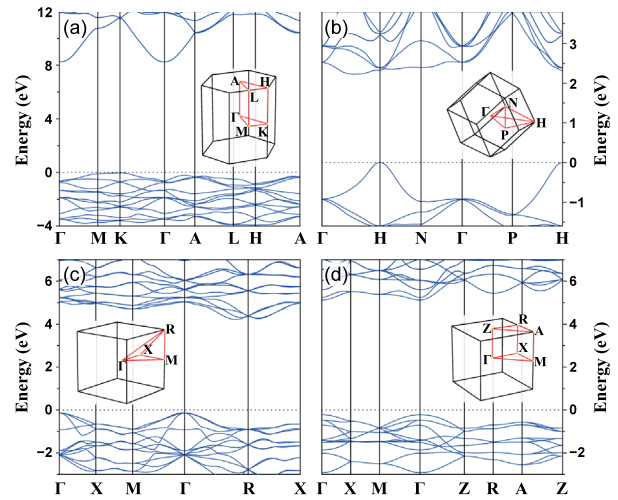 12
(a)
8
4
0
−4
Energy (eV)
A
H
L
Γ
M
K
Γ M K Γ A L H A
(b)
3
2
1
0
−1
Energy (eV)
N
Γ
H
P
Γ H N Γ P H
(c)
6
4
2
0
−2
Energy (eV)
R
X
Γ
M
Γ X M Γ R X
(d)
6
4
2
0
−2
Energy (eV)
R
Z
A
X
Γ
M
Γ X M Γ Z R A Z